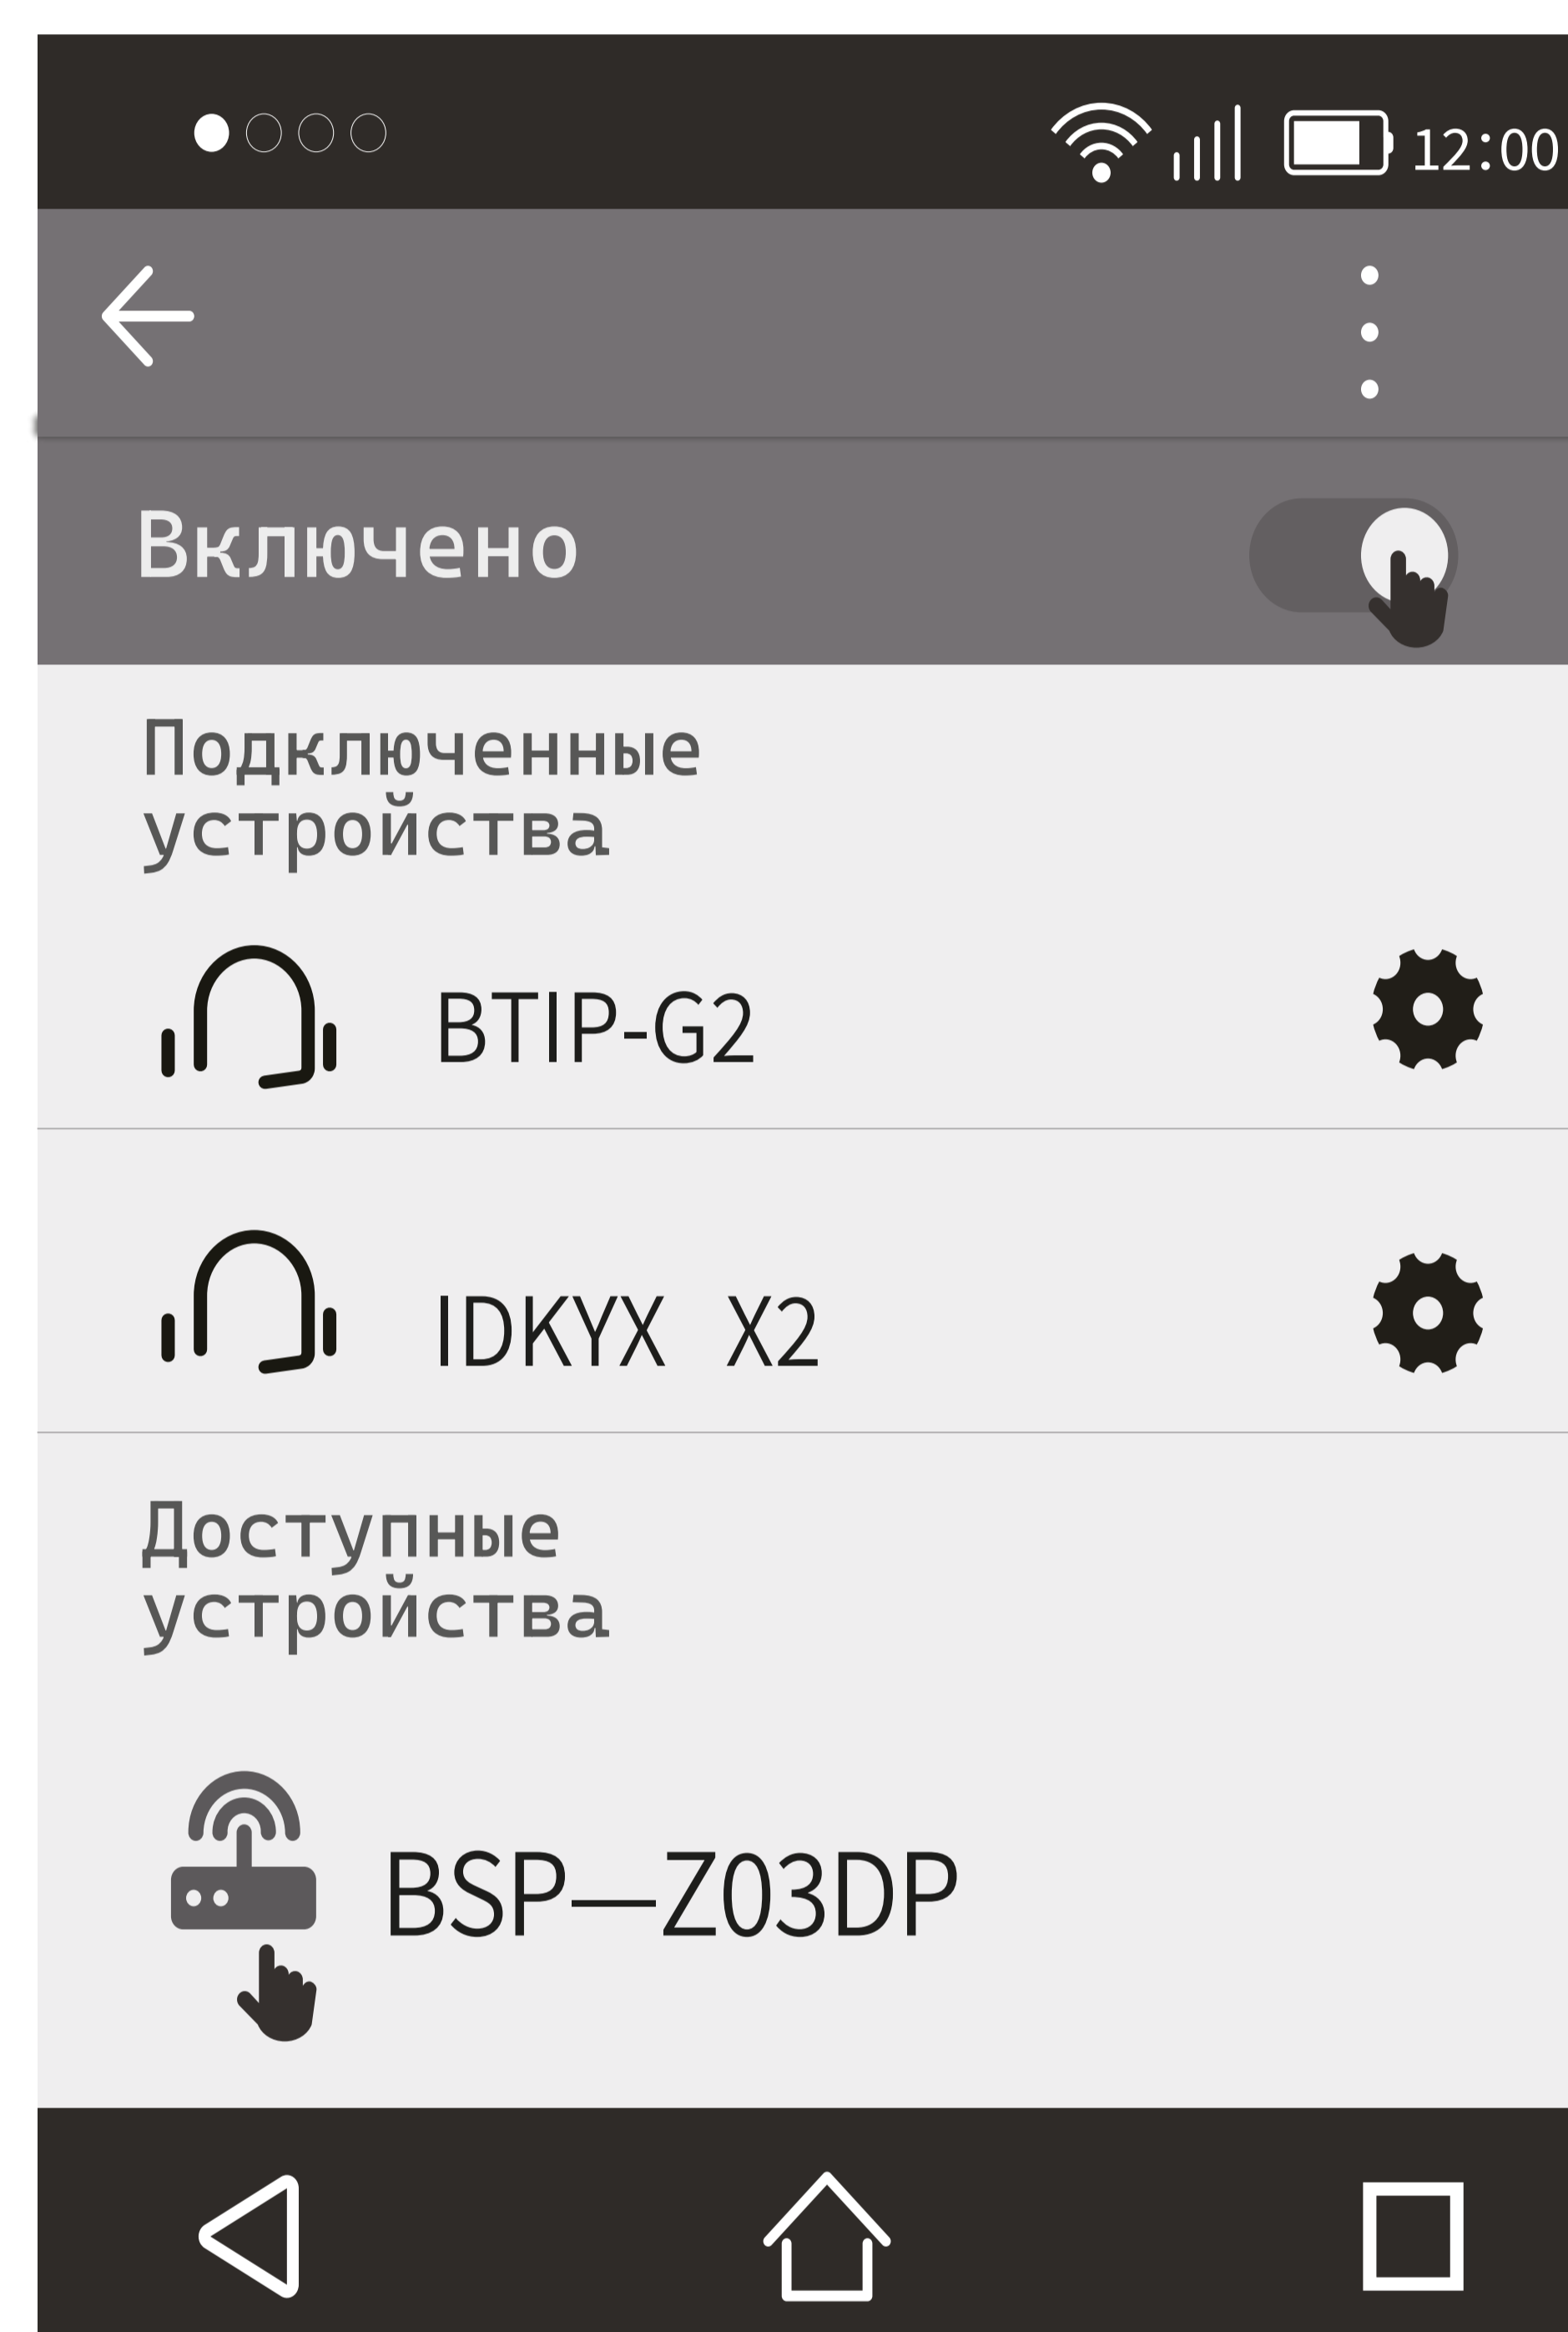 12:00
Включено
Подключенные
устройства
BTIP-G2
IDKYX X2
Доступные
устройства
BSP—Z03DP